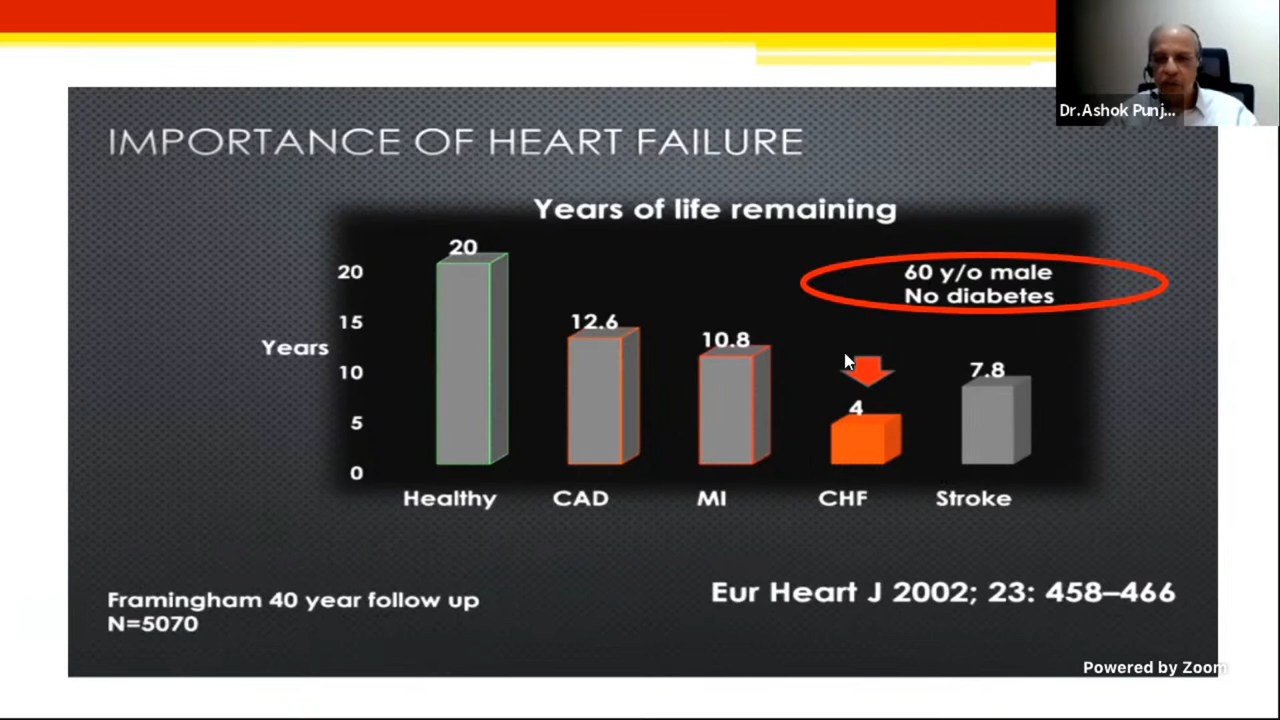 Dr.Ashok Punj...
IMPORTANCE OF HEART FAILURE
Years of life remaining
20
60 y/o male
No diabetes
20
15
12.6
10.8
Years
10
7.8
5
4
0
Healthy CAD MI CHF Stroke
Framingham 40 year follow up
N=5070
Eur Heart J 2002; 23: 458–466
Powered by Zoom